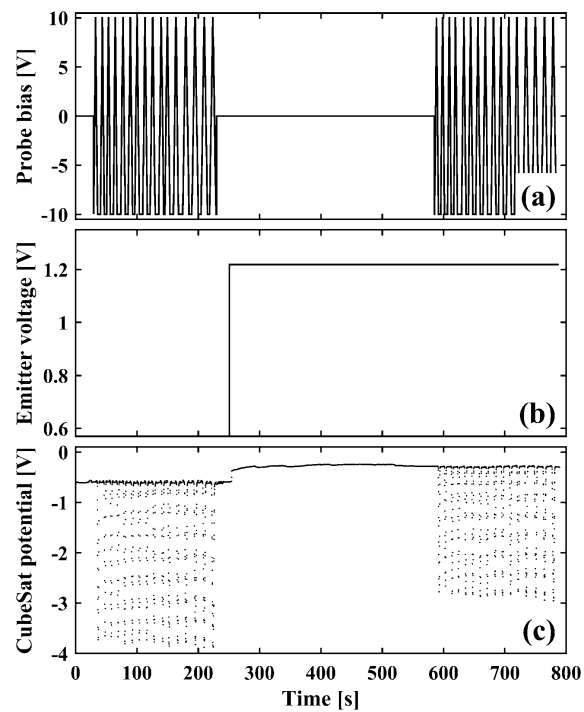 10
5
0
-5
-10
Probe bias [V]
(a)
1.2
1
0.8
0.6
Emitter voltage [V]
(b)
0
-1
-2
-3
-4
CubeSat potential [V]
(c)
0 100 200 300 400 500 600 700 800
Time [s]